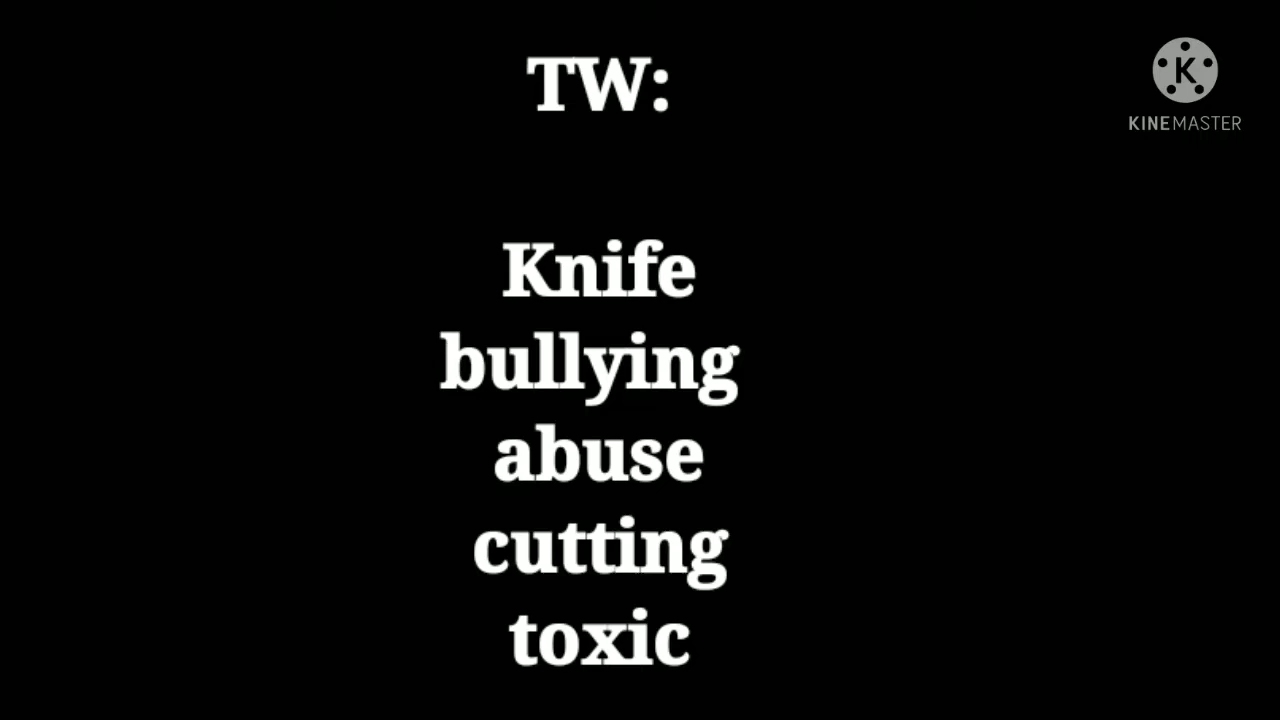 TW:
KINEMASTER
Knife
bullying
abuse
cutting
toxic